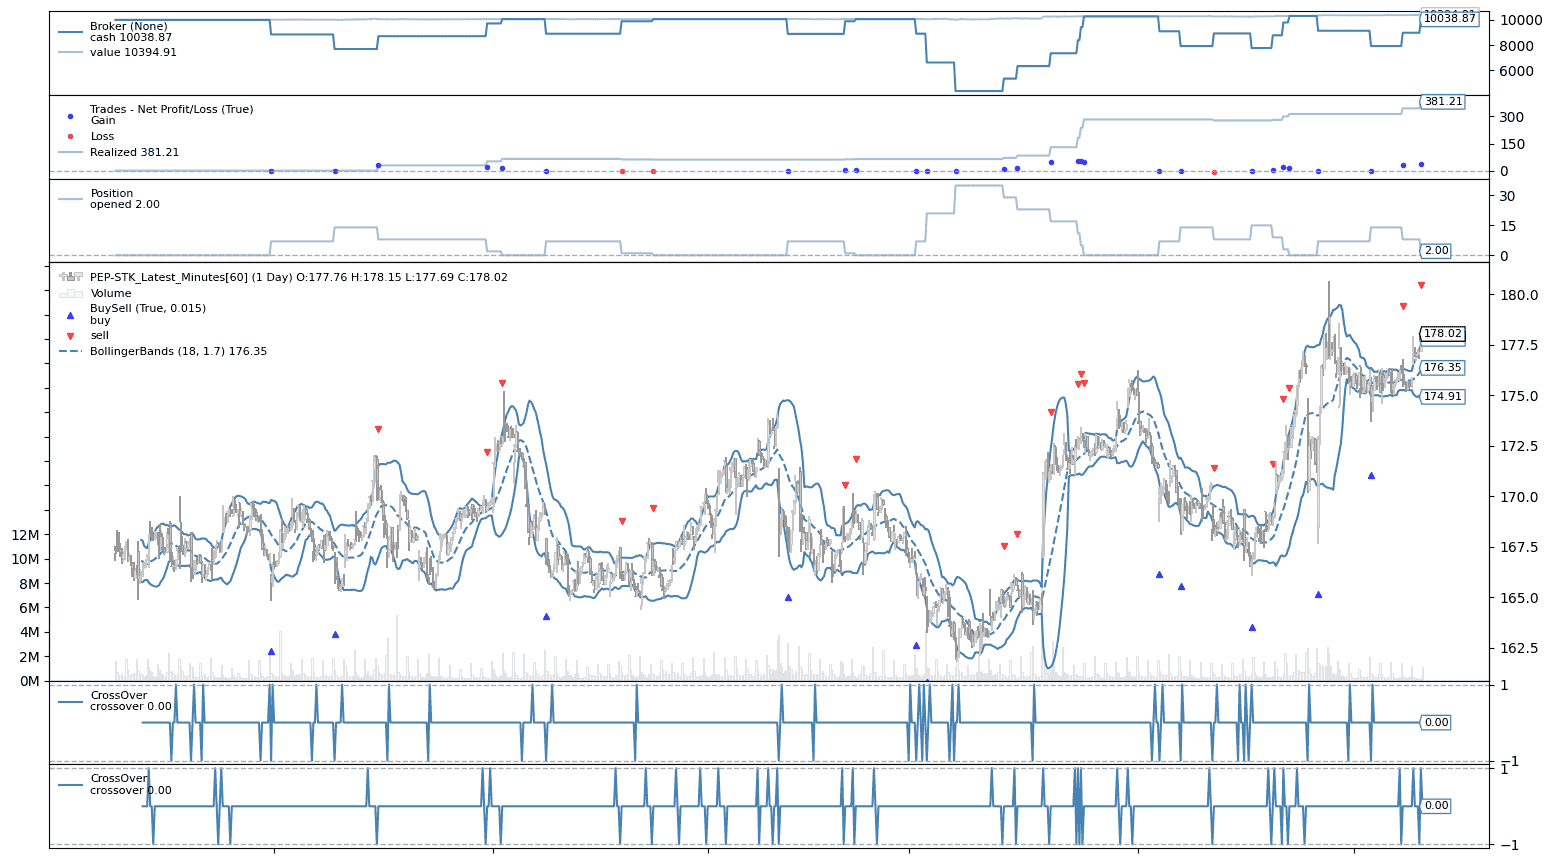 Broker (None)
cash 10038.87
value 10394.91
10038.87
10000
8000
6000
Trades - Net Profit/Loss (True)
Gain
Loss
Realized 381.21
381.21
300
150
0
Position
opened 2.00
30
15
0
2.00
PEP-STK_Latest_Minutes[60] (1 Day) O:177.76 H:178.15 L:177.69 C:178.02
Volume
BuySell (True, 0.015)
buy
sell
BollingerBands (18, 1.7) 176.35
12M
10M
8M
6M
4M
2M
0M
180.0
178.02
177.5
176.35
175.0
174.91
172.5
170.0
167.5
165.0
162.5
CrossOver
crossover 0.00
1
0.00
−1
CrossOver
crossover 0.00
1
0.00
−1